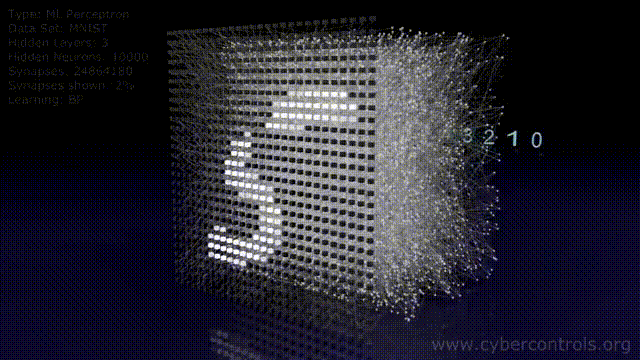 Type: ML Perceptron
Data Set: MNIST
Hidden Layers: 3
Hidden Neurons: 10000
Synapses: 24864180
Synapses shown: 2%
Learning: BP
3 2 1 0
www.cybercontrols.org